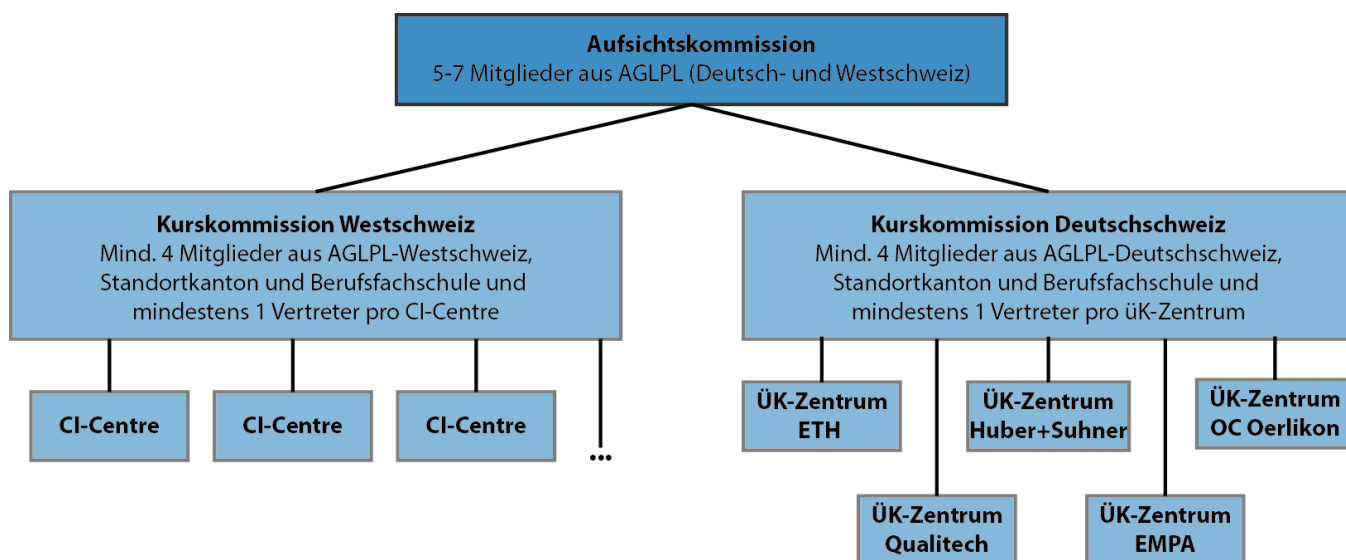 Aufsichtskommission
5-7 Mitglieder aus AGLPL (Deutsch- und Westschweiz)
Kurskommission Westschweiz
Mind. 4 Mitglieder aus AGLPL-Westschweiz,
Standortkanton und Berufsfachschule und
mindestens 1 Vertreter pro CI-Centre
Kurskommission Deutschschweiz
Mind. 4 Mitglieder aus AGLPL-Deutschschweiz,
Standortkanton und Berufsfachschule und
mindestens 1 Vertreter pro üK-Zentrum
CI-Centre
CI-Centre
CI-Centre
...
ÜK-Zentrum
ETH
ÜK-Zentrum
Huber+Suhner
ÜK-Zentrum
OC Oerlikon
ÜK-Zentrum
Qualitech
ÜK-Zentrum
EMPA